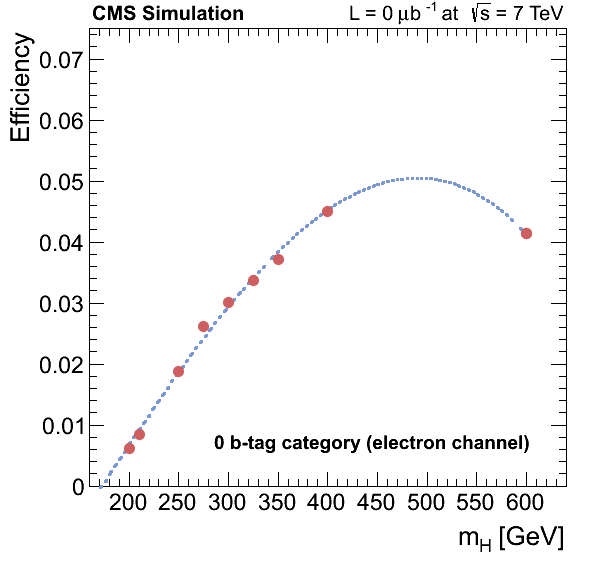 CMS Simulation
L = 0 μb⁻¹ at √s = 7 TeV
Efficiency
0.07
0.06
0.05
0.04
0.03
0.02
0.01
0
0 b-tag category (electron channel)
200 250 300 350 400 450 500 550 600
m_H [GeV]